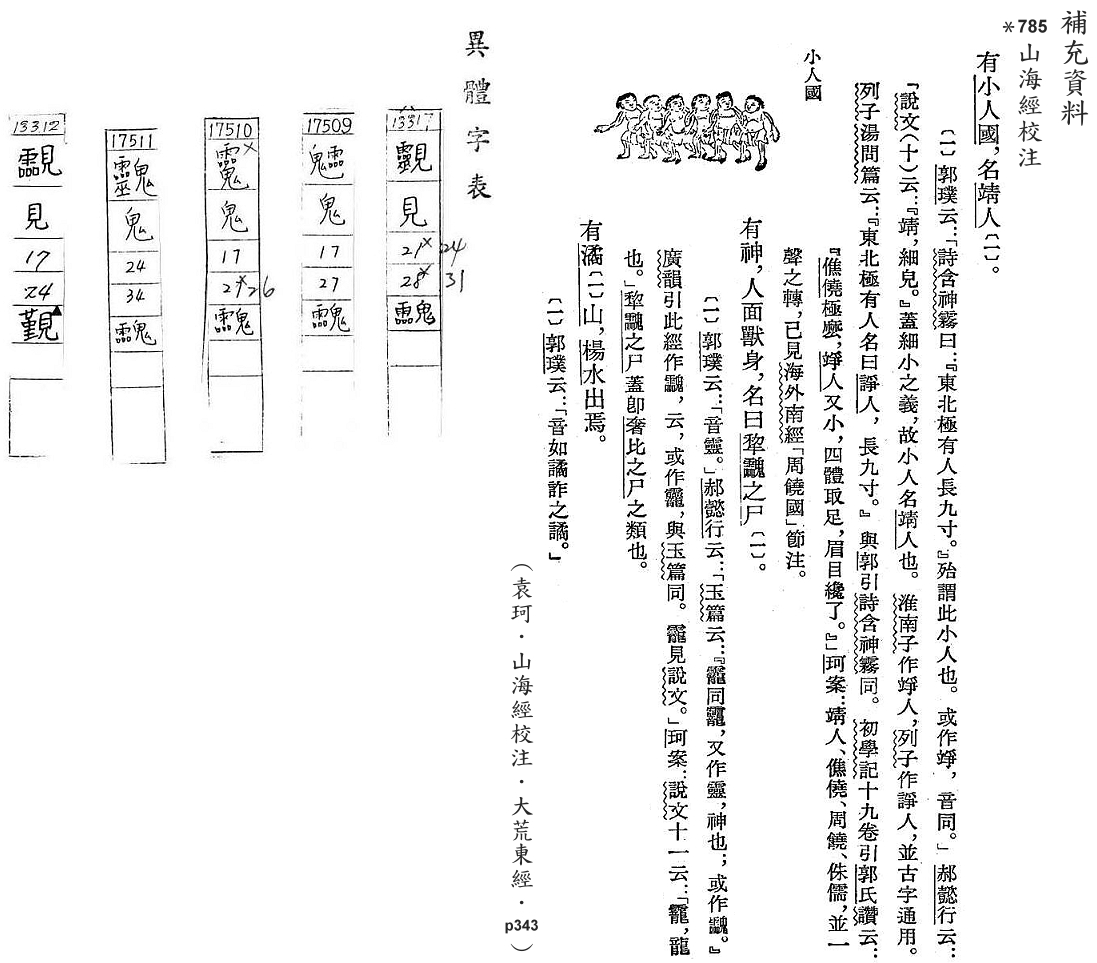 補充資料
＊785 山海經校注
有小人國，名靖人〔一〕。
〔一〕郭璞云：「詩含神霧曰：『東北極有人長九寸。』殆謂此小人也。或作竫，音同。」郝懿行云：
「說文（十）云：『靖，細皃。』蓋細小之義，故小人名靖人也。淮南子作竫人，列子作諍人，並古字通用。
列子湯問篇云：『東北極有人名曰諍人，長九寸。』與郭引詩含神霧同。初學記十九卷引郭氏讚云：
『僬僥極麽，竫人又小，四體取足，眉目纔了。』」珂案：靖人、僬僥、周饒、侏儒，並一
聲之轉，已見海外南經「周饒國」節注。
小人國
有神，人面獸身，名曰犂䰱之尸〔一〕。
〔一〕郭璞云：「音靈。」郝懿行云：「玉篇云：『䰱同龗，又作靈，神也；或作䰱。』
廣韻引此經作䰱，云，或作龗，與玉篇同。龗見說文。」珂案：說文十一云：「龗，龍
也。」犂䰱之尸蓋卽奢比之尸之類也。
有潏〔一〕山，楊水出焉。
〔一〕郭璞云：「音如譎詐之譎。」
（袁珂．山海經校注．大荒東經．p343）
異體字表
13317
見
21× 24
28× 31
17509
鬼
17
27
17510
鬼
17
2× 26
17511
鬼
24
34
13312
見
17
24